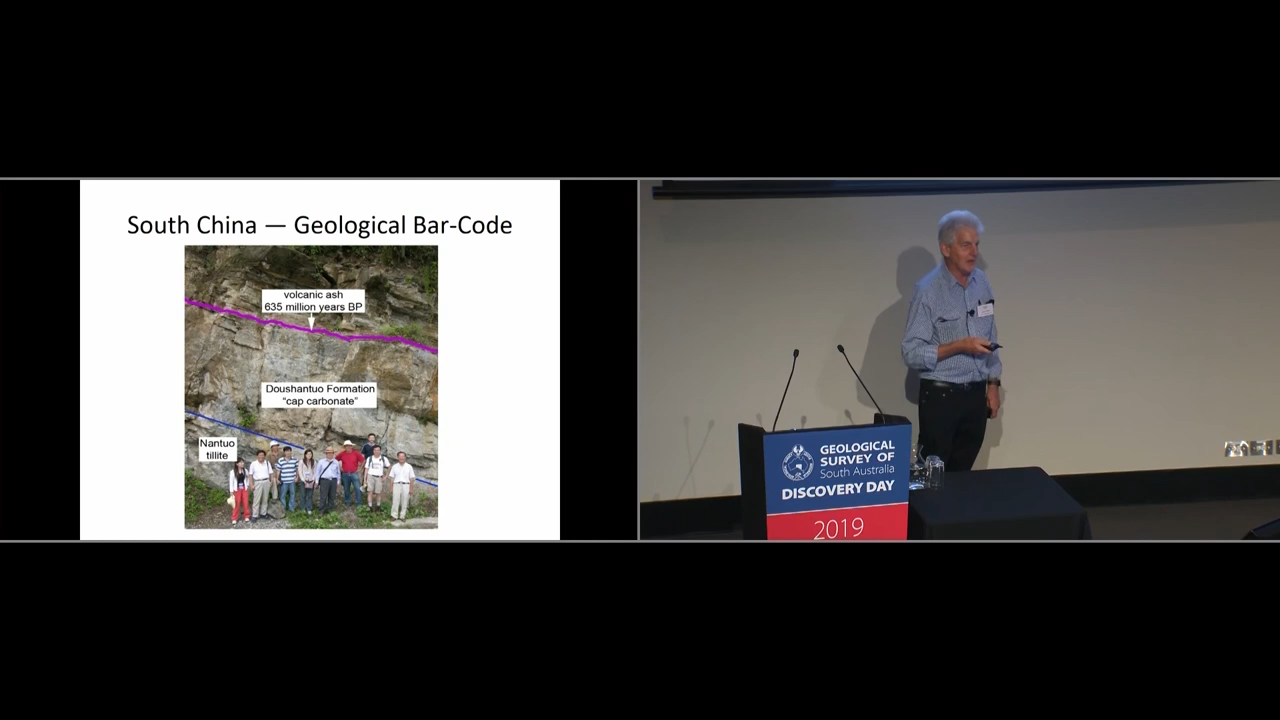 South China — Geological Bar-Code
volcanic ash
635 million years BP
Doushantuo Formation
“cap carbonate”
Nantuo
tillite
GEOLOGICAL
SURVEY OF
South Australia
DISCOVERY DAY
2019